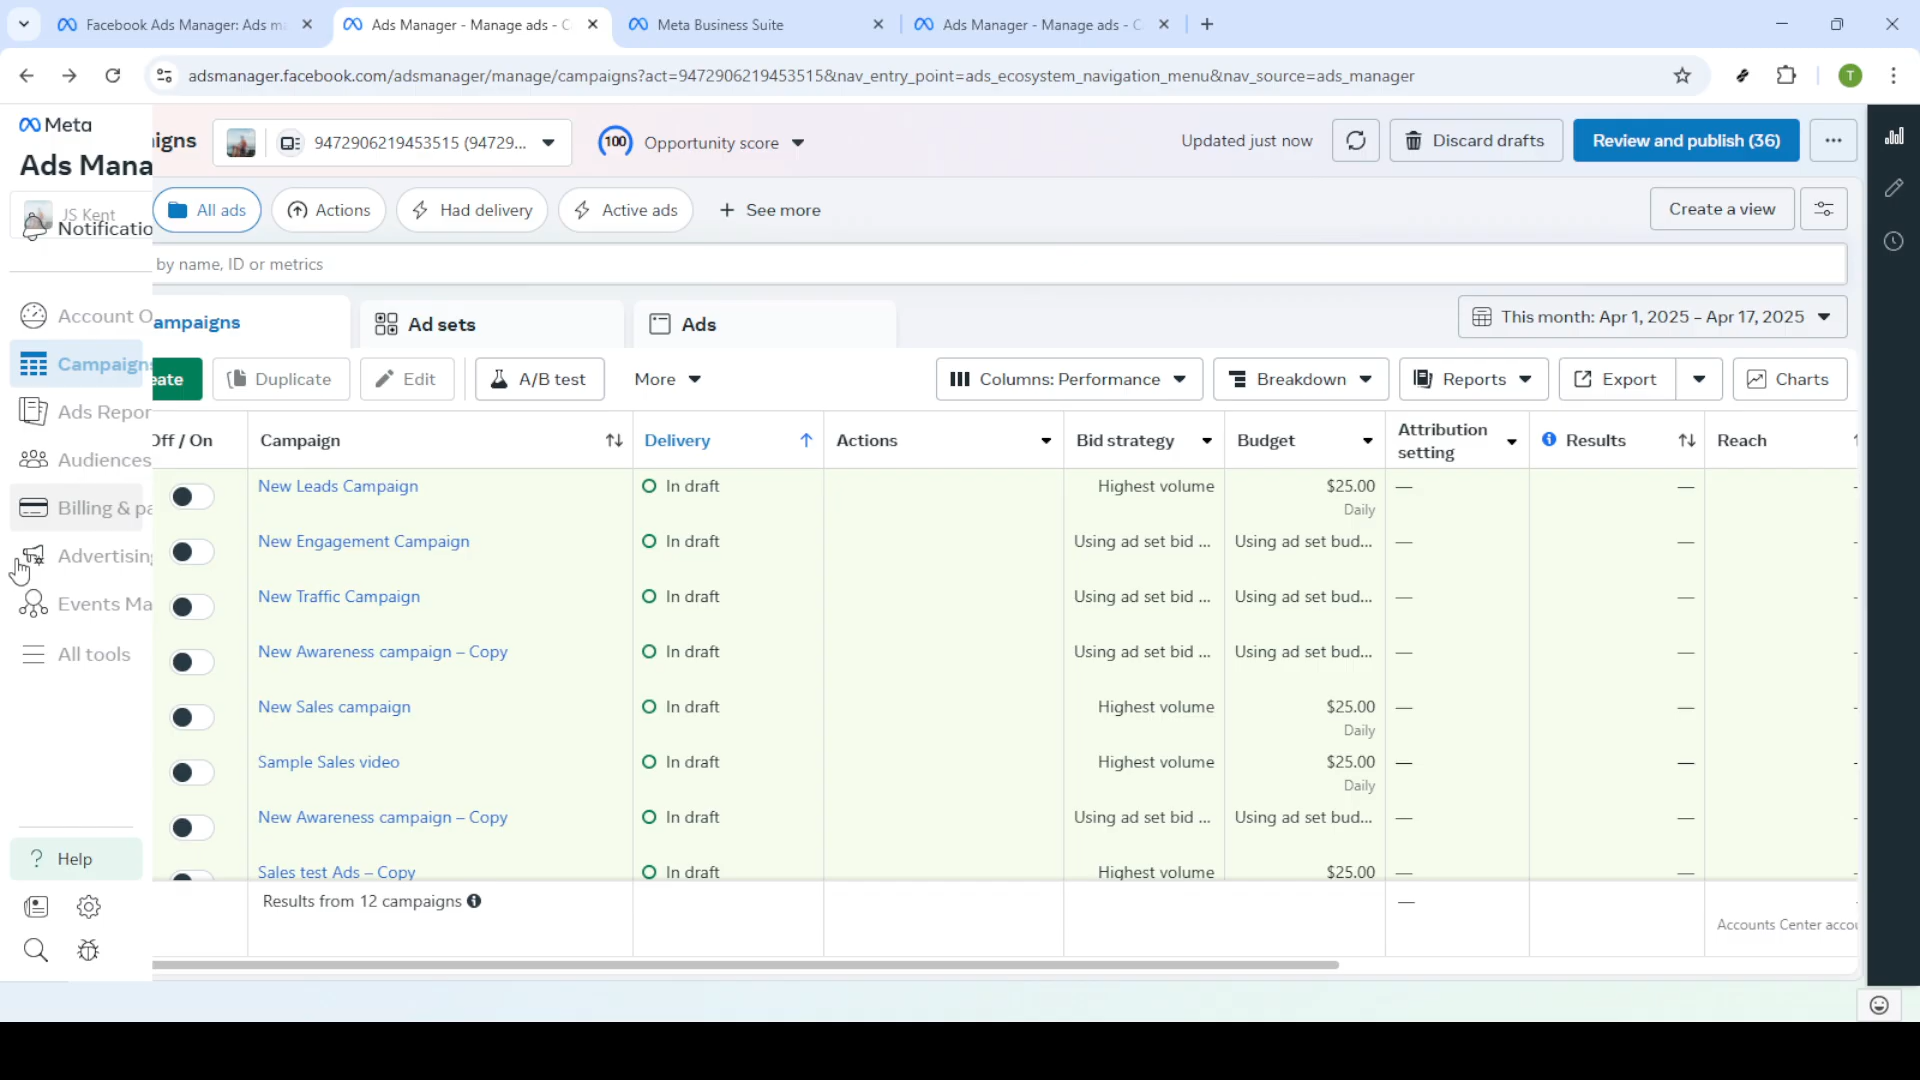 Facebook Ads Manager: Ads m
Ads Manager - Manage ads - C
Meta Business Suite
Ads Manager - Manage ads - C
adsmanager.facebook.com/adsmanager/manage/campaigns?act=9472906219453515&nav_entry_point=ads_ecosystem_navigation_menu&nav_source=ads_manager
T
Meta
Ads Mana
JS Kent
Notificatio
Account O
Campaigns
Ads Repor
Audiences
Billing & pa
Advertising
Events Ma
All tools
Help
aigns
9472906219453515 (94729...
100
Opportunity score
Updated just now
Discard drafts
Review and publish (36)
All ads
Actions
Had delivery
Active ads
See more
Create a view
by name, ID or metrics
ampaigns
Ad sets
Ads
This month: Apr 1, 2025 – Apr 17, 2025
eate
Duplicate
Edit
A/B test
More
Columns: Performance
Breakdown
Reports
Export
Charts
Off / On
Campaign
Delivery
Actions
Bid strategy
Budget
Attribution
setting
Results
Reach
New Leads Campaign In draft Highest volume $25.00 — —
Daily
New Engagement Campaign In draft Using ad set bid ... Using ad set bud... — —
New Traffic Campaign In draft Using ad set bid ... Using ad set bud... — —
New Awareness campaign – Copy In draft Using ad set bid ... Using ad set bud... — —
New Sales campaign In draft Highest volume $25.00 — —
Daily
Sample Sales video In draft Highest volume $25.00 — —
Daily
New Awareness campaign – Copy In draft Using ad set bid ... Using ad set bud... — —
Sales test Ads – Copy In draft Highest volume $25.00 — —
Results from 12 campaigns —
Accounts Center accou